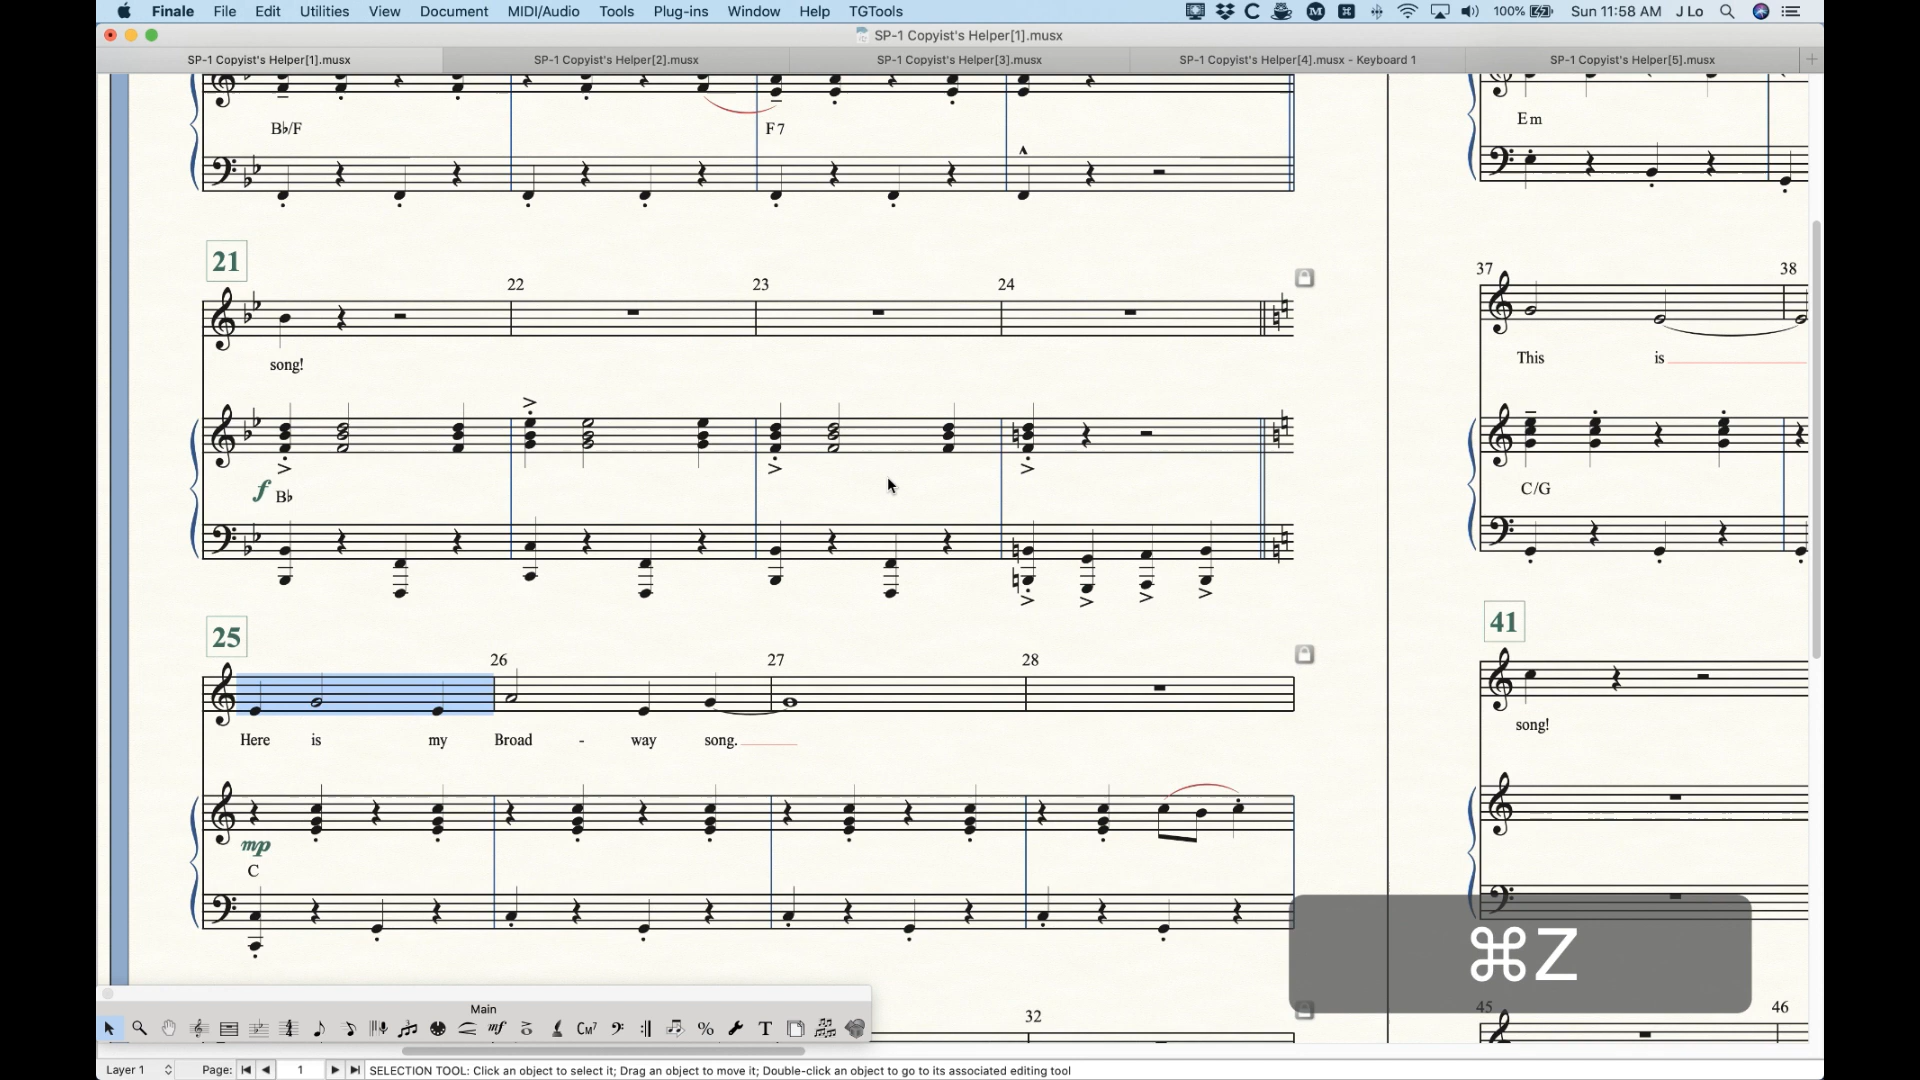 Finale File Edit Utilities View Document MIDI/Audio Tools Plug-ins Window Help TGTools 100% Sun 11:58 AM J Lo
SP-1 Copyist's Helper[1].musx
SP-1 Copyist's Helper[1].musx SP-1 Copyist's Helper[2].musx SP-1 Copyist's Helper[3].musx SP-1 Copyist's Helper[4].musx - Keyboard 1 SP-1 Copyist's Helper[5].musx
B♭/F F7
Em
21
22 23 24
song!
f B♭
37 38
This is
C/G
25
26 27 28
Here is my Broad - way song.
mp
C
41
song!
⌘Z
32
45 46
Main
mf CM7 % T
Layer 1 Page: 1 SELECTION TOOL: Click an object to select it; Drag an object to move it; Double-click an object to go to its associated editing tool